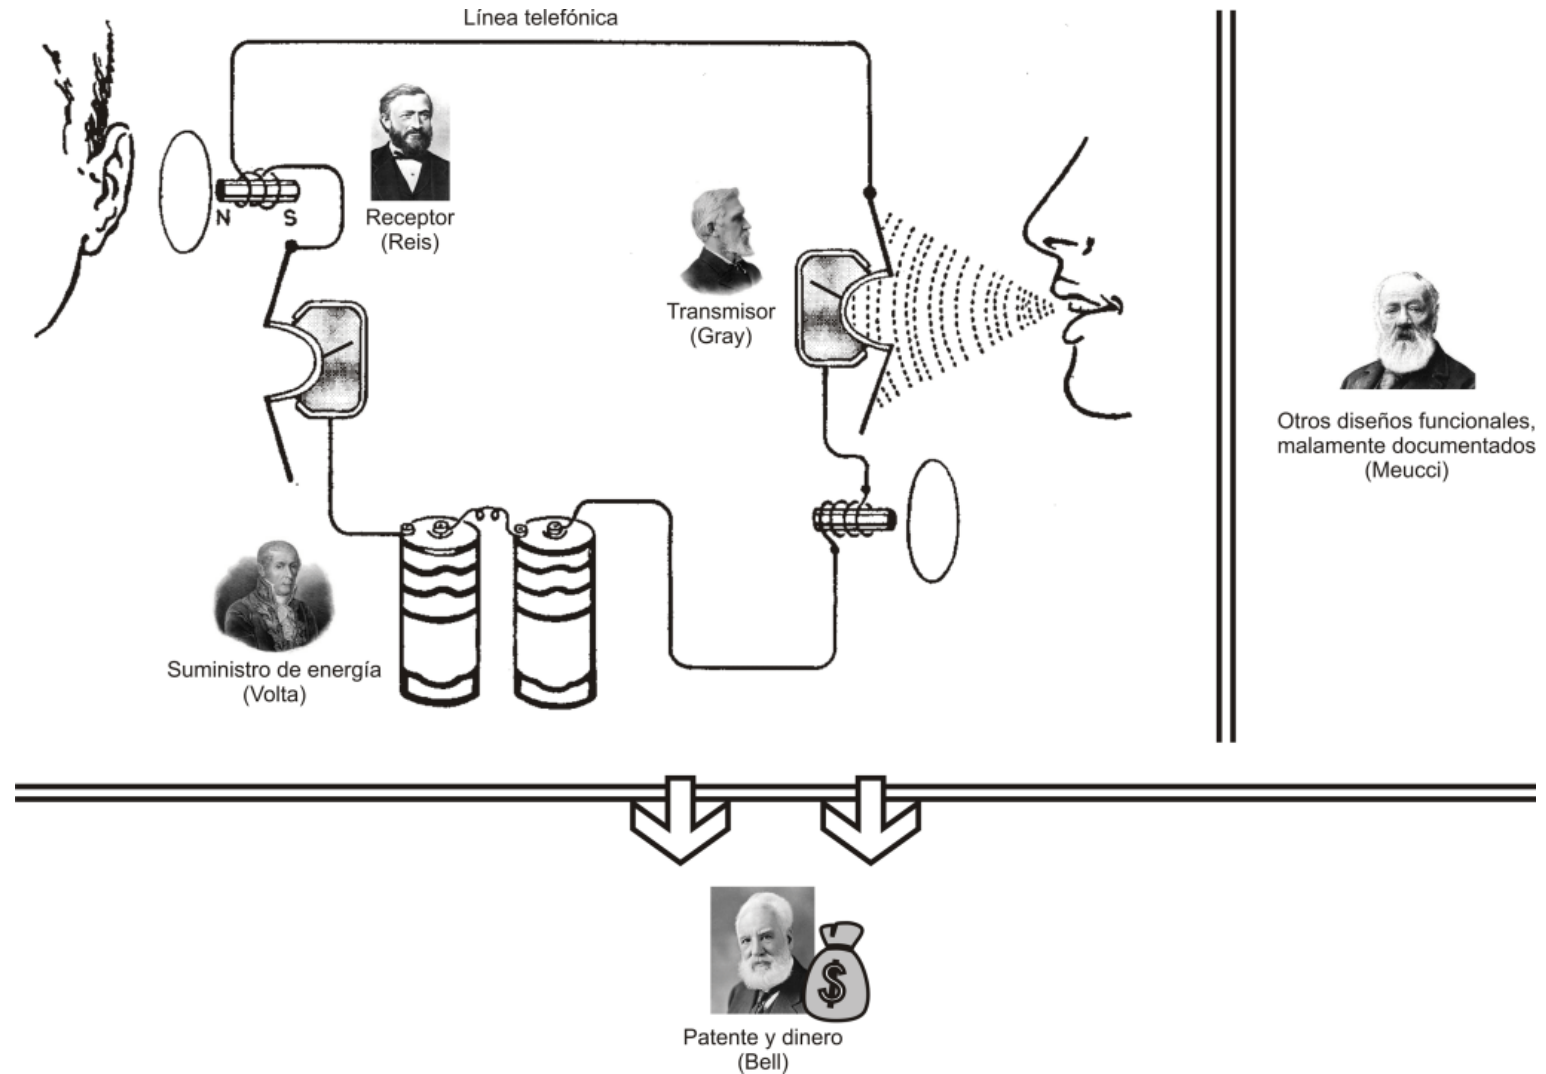 Línea telefónica
Receptor
(Reis)
N S
Transmisor
(Gray)
Otros diseños funcionales,
malamente documentados
(Meucci)
Suministro de energía
(Volta)
$
Patente y dinero
(Bell)